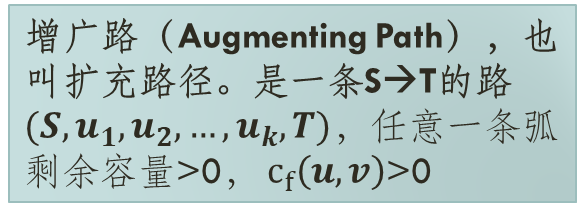 增广路（Augmenting Path），也
叫扩充路径。是一条S→T的路
(S,u₁,u₂,...,uₖ,T)，任意一条弧
剩余容量>0，c_f(u,v)>0